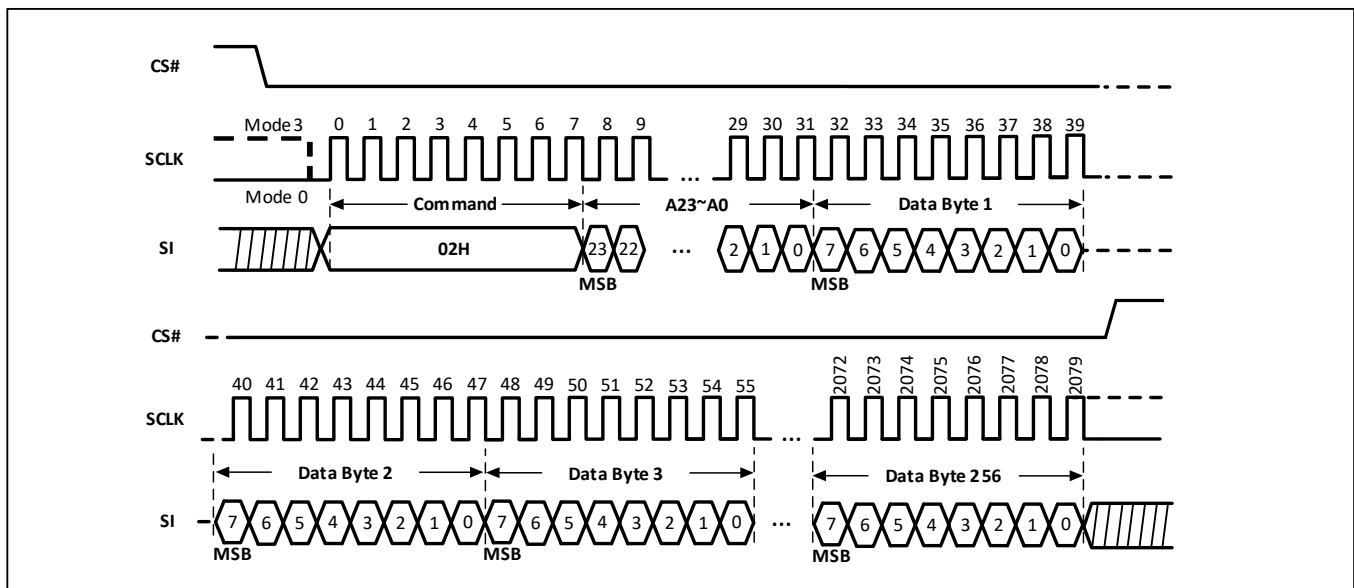 CS#
Mode 3 0 1 2 3 4 5 6 7 8 9 29 30 31 32 33 34 35 36 37 38 39
SCLK ...
Mode 0 Command A23~A0 Data Byte 1
SI 02H 23 22 ... 2 1 0 7 6 5 4 3 2 1 0
MSB MSB
CS#
40 41 42 43 44 45 46 47 48 49 50 51 52 53 54 55 2072 2073 2074 2075 2076 2077 2078 2079
SCLK ...
Data Byte 2 Data Byte 3 Data Byte 256
SI 7 6 5 4 3 2 1 0 7 6 5 4 3 2 1 0 ... 7 6 5 4 3 2 1 0
MSB MSB MSB